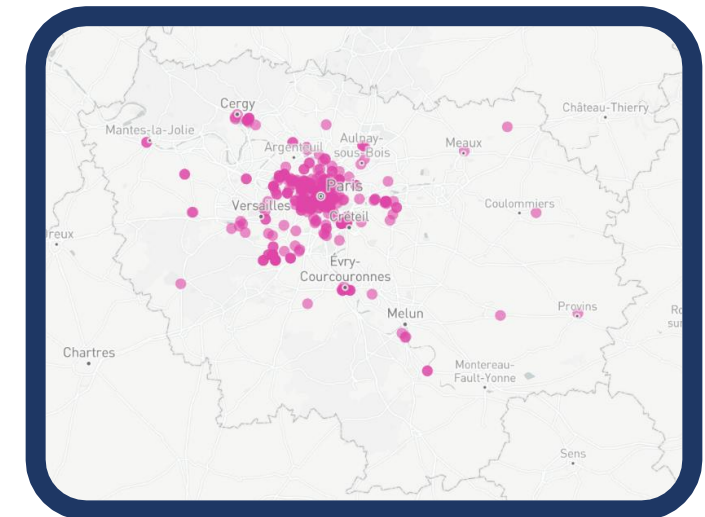 Cergy
Château-Thierry
Mantes-la-Jolie
Aulnay-
sous-Bois
Argenteuil
Meaux
Paris
Versailles
Coulommiers
Créteil
reux
Évry-
Courcouronnes
Provins
Ro
sur
Melun
Chartres
Montereau-
Fault-Yonne
Sens